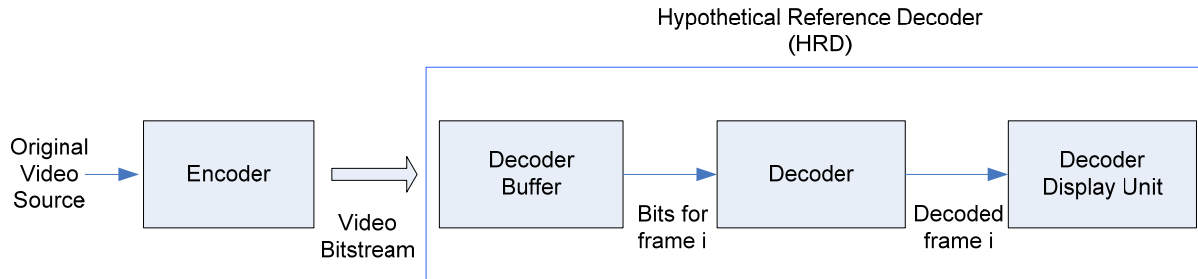 Hypothetical Reference Decoder
(HRD)
Original
Video
Source
Encoder
Video
Bitstream
Decoder
Buffer
Bits for
frame i
Decoder
Decoded
frame i
Decoder
Display Unit